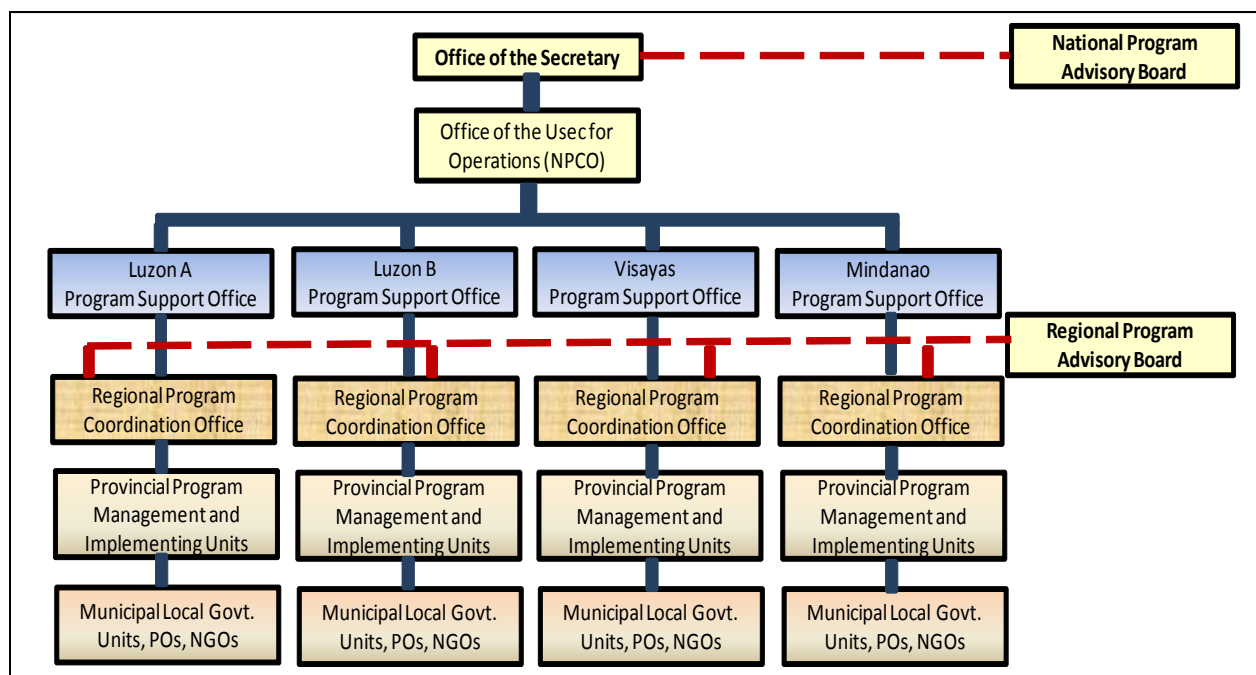 Office of the Secretary
National Program
Advisory Board
Office of the Usec for
Operations (NPCO)
Luzon A
Program Support Office
Luzon B
Program Support Office
Visayas
Program Support Office
Mindanao
Program Support Office
Regional Program
Advisory Board
Regional Program
Coordination Office
Regional Program
Coordination Office
Regional Program
Coordination Office
Regional Program
Coordination Office
Provincial Program
Management and
Implementing Units
Provincial Program
Management and
Implementing Units
Provincial Program
Management and
Implementing Units
Provincial Program
Management and
Implementing Units
Municipal Local Govt.
Units, POs, NGOs
Municipal Local Govt.
Units, POs, NGOs
Municipal Local Govt.
Units, POs, NGOs
Municipal Local Govt.
Units, POs, NGOs